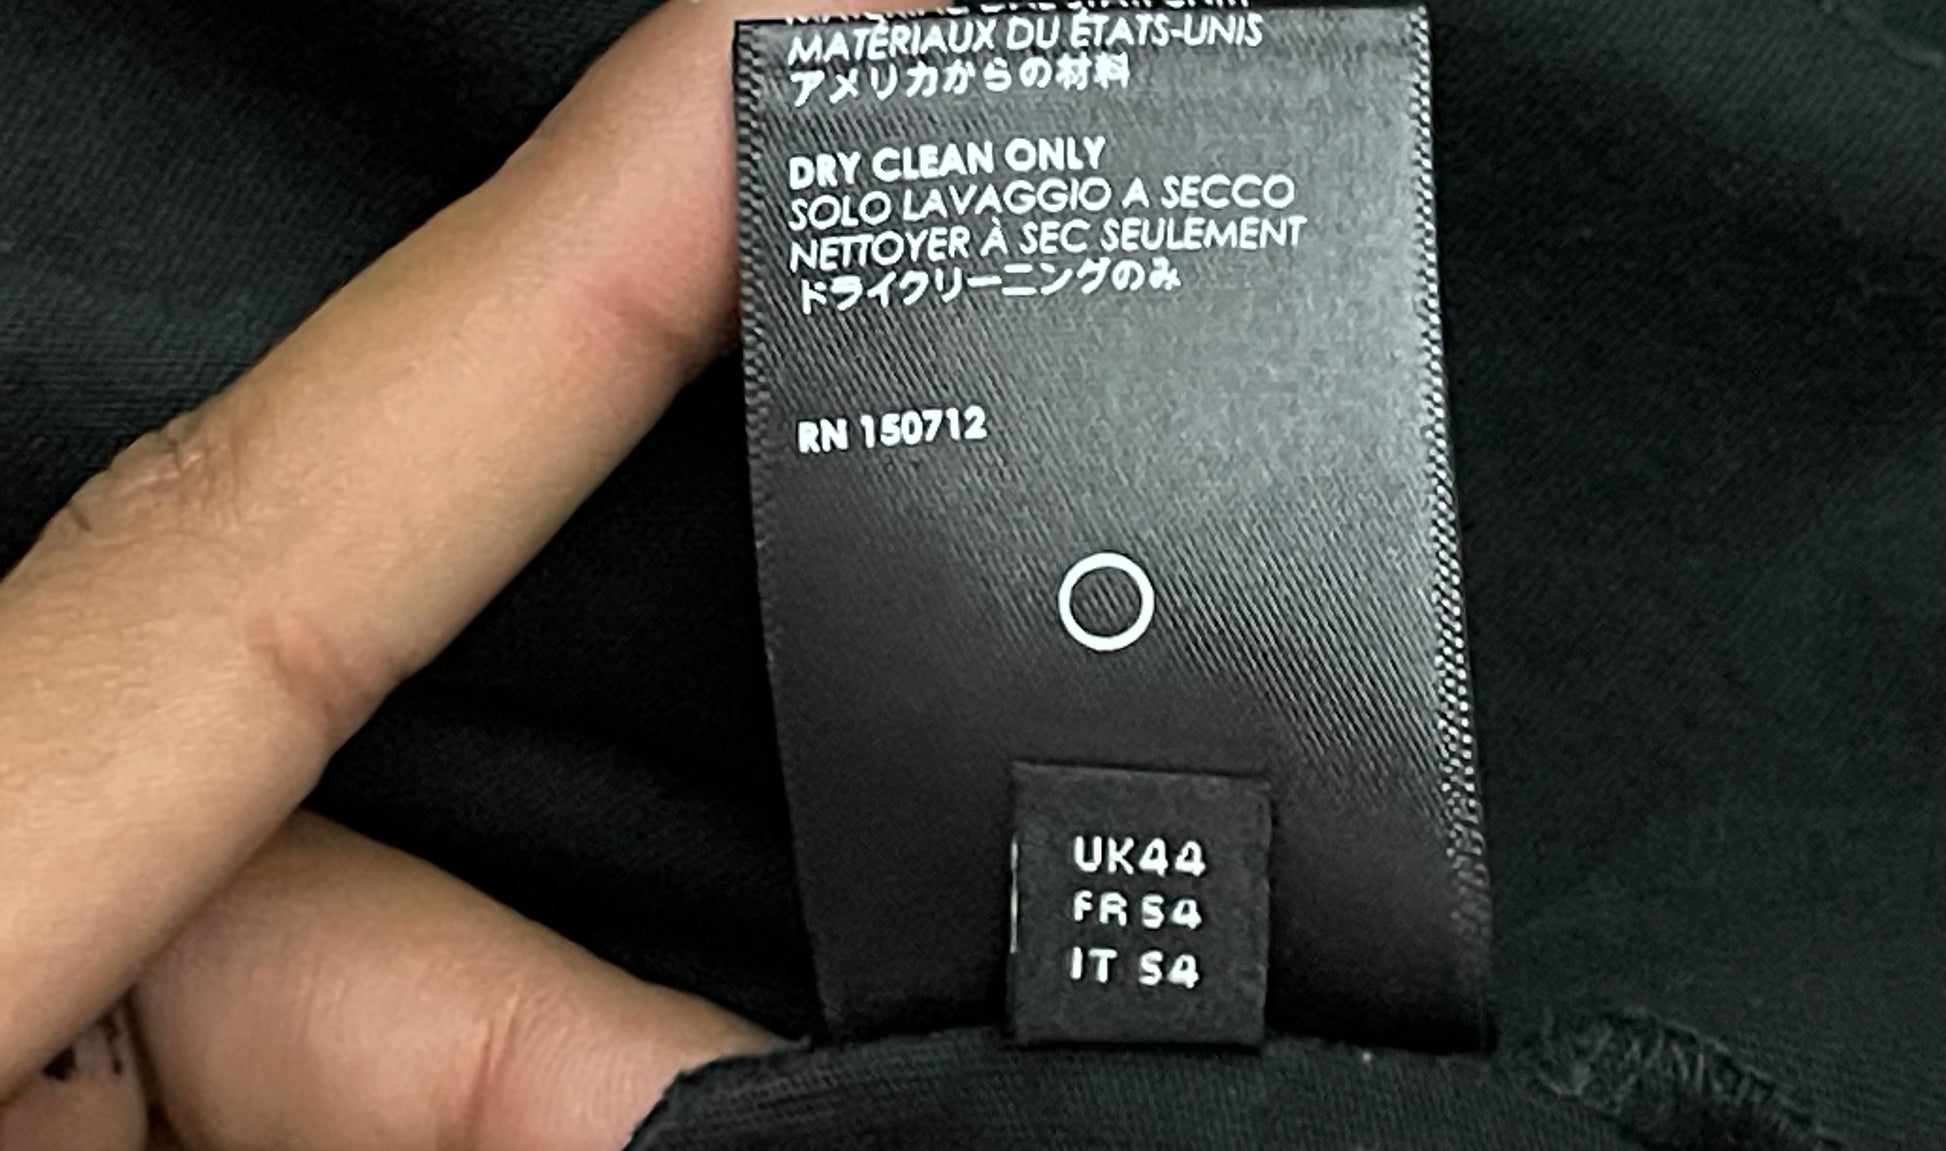 MATÉRIAUX DU ÉTATS-UNIS
アメリカからの材料
DRY CLEAN ONLY
SOLO LAVAGGIO A SECCO
NETTOYER À SEC SEULEMENT
ドライクリーニングのみ
RN 150712
UK44
FR 54
IT 54